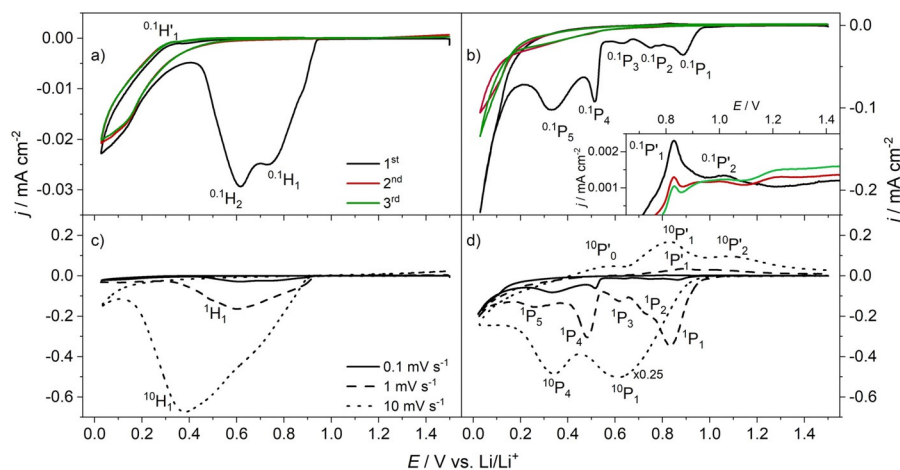 a)
0.1H'1
0.00
-0.01
-0.02
-0.03
j / mA cm-2
0.1H2
0.1H1
1st
2nd
3rd
b)
0.1P5
0.1P4
0.1P3
0.1P2
0.1P1
0.0
-0.1
-0.2
j / mA cm-2
E / V
0.8 1.0 1.2 1.4
0.002
0.001
j / mA cm-2
0.1P'1
0.1P'2
c)
0.2
0.0
-0.2
-0.4
-0.6
1H1
10H1
0.1 mV s-1
1 mV s-1
10 mV s-1
d)
10P'0
10P'1
1P'1
10P'2
1P5
1P4
1P3
1P2
1P1
10P4
10P1
x0.25
0.2
0.0
-0.2
-0.4
-0.6
0.0 0.2 0.4 0.6 0.8 1.0 1.2 1.4 0.0 0.2 0.4 0.6 0.8 1.0 1.2 1.4
E / V vs. Li/Li+